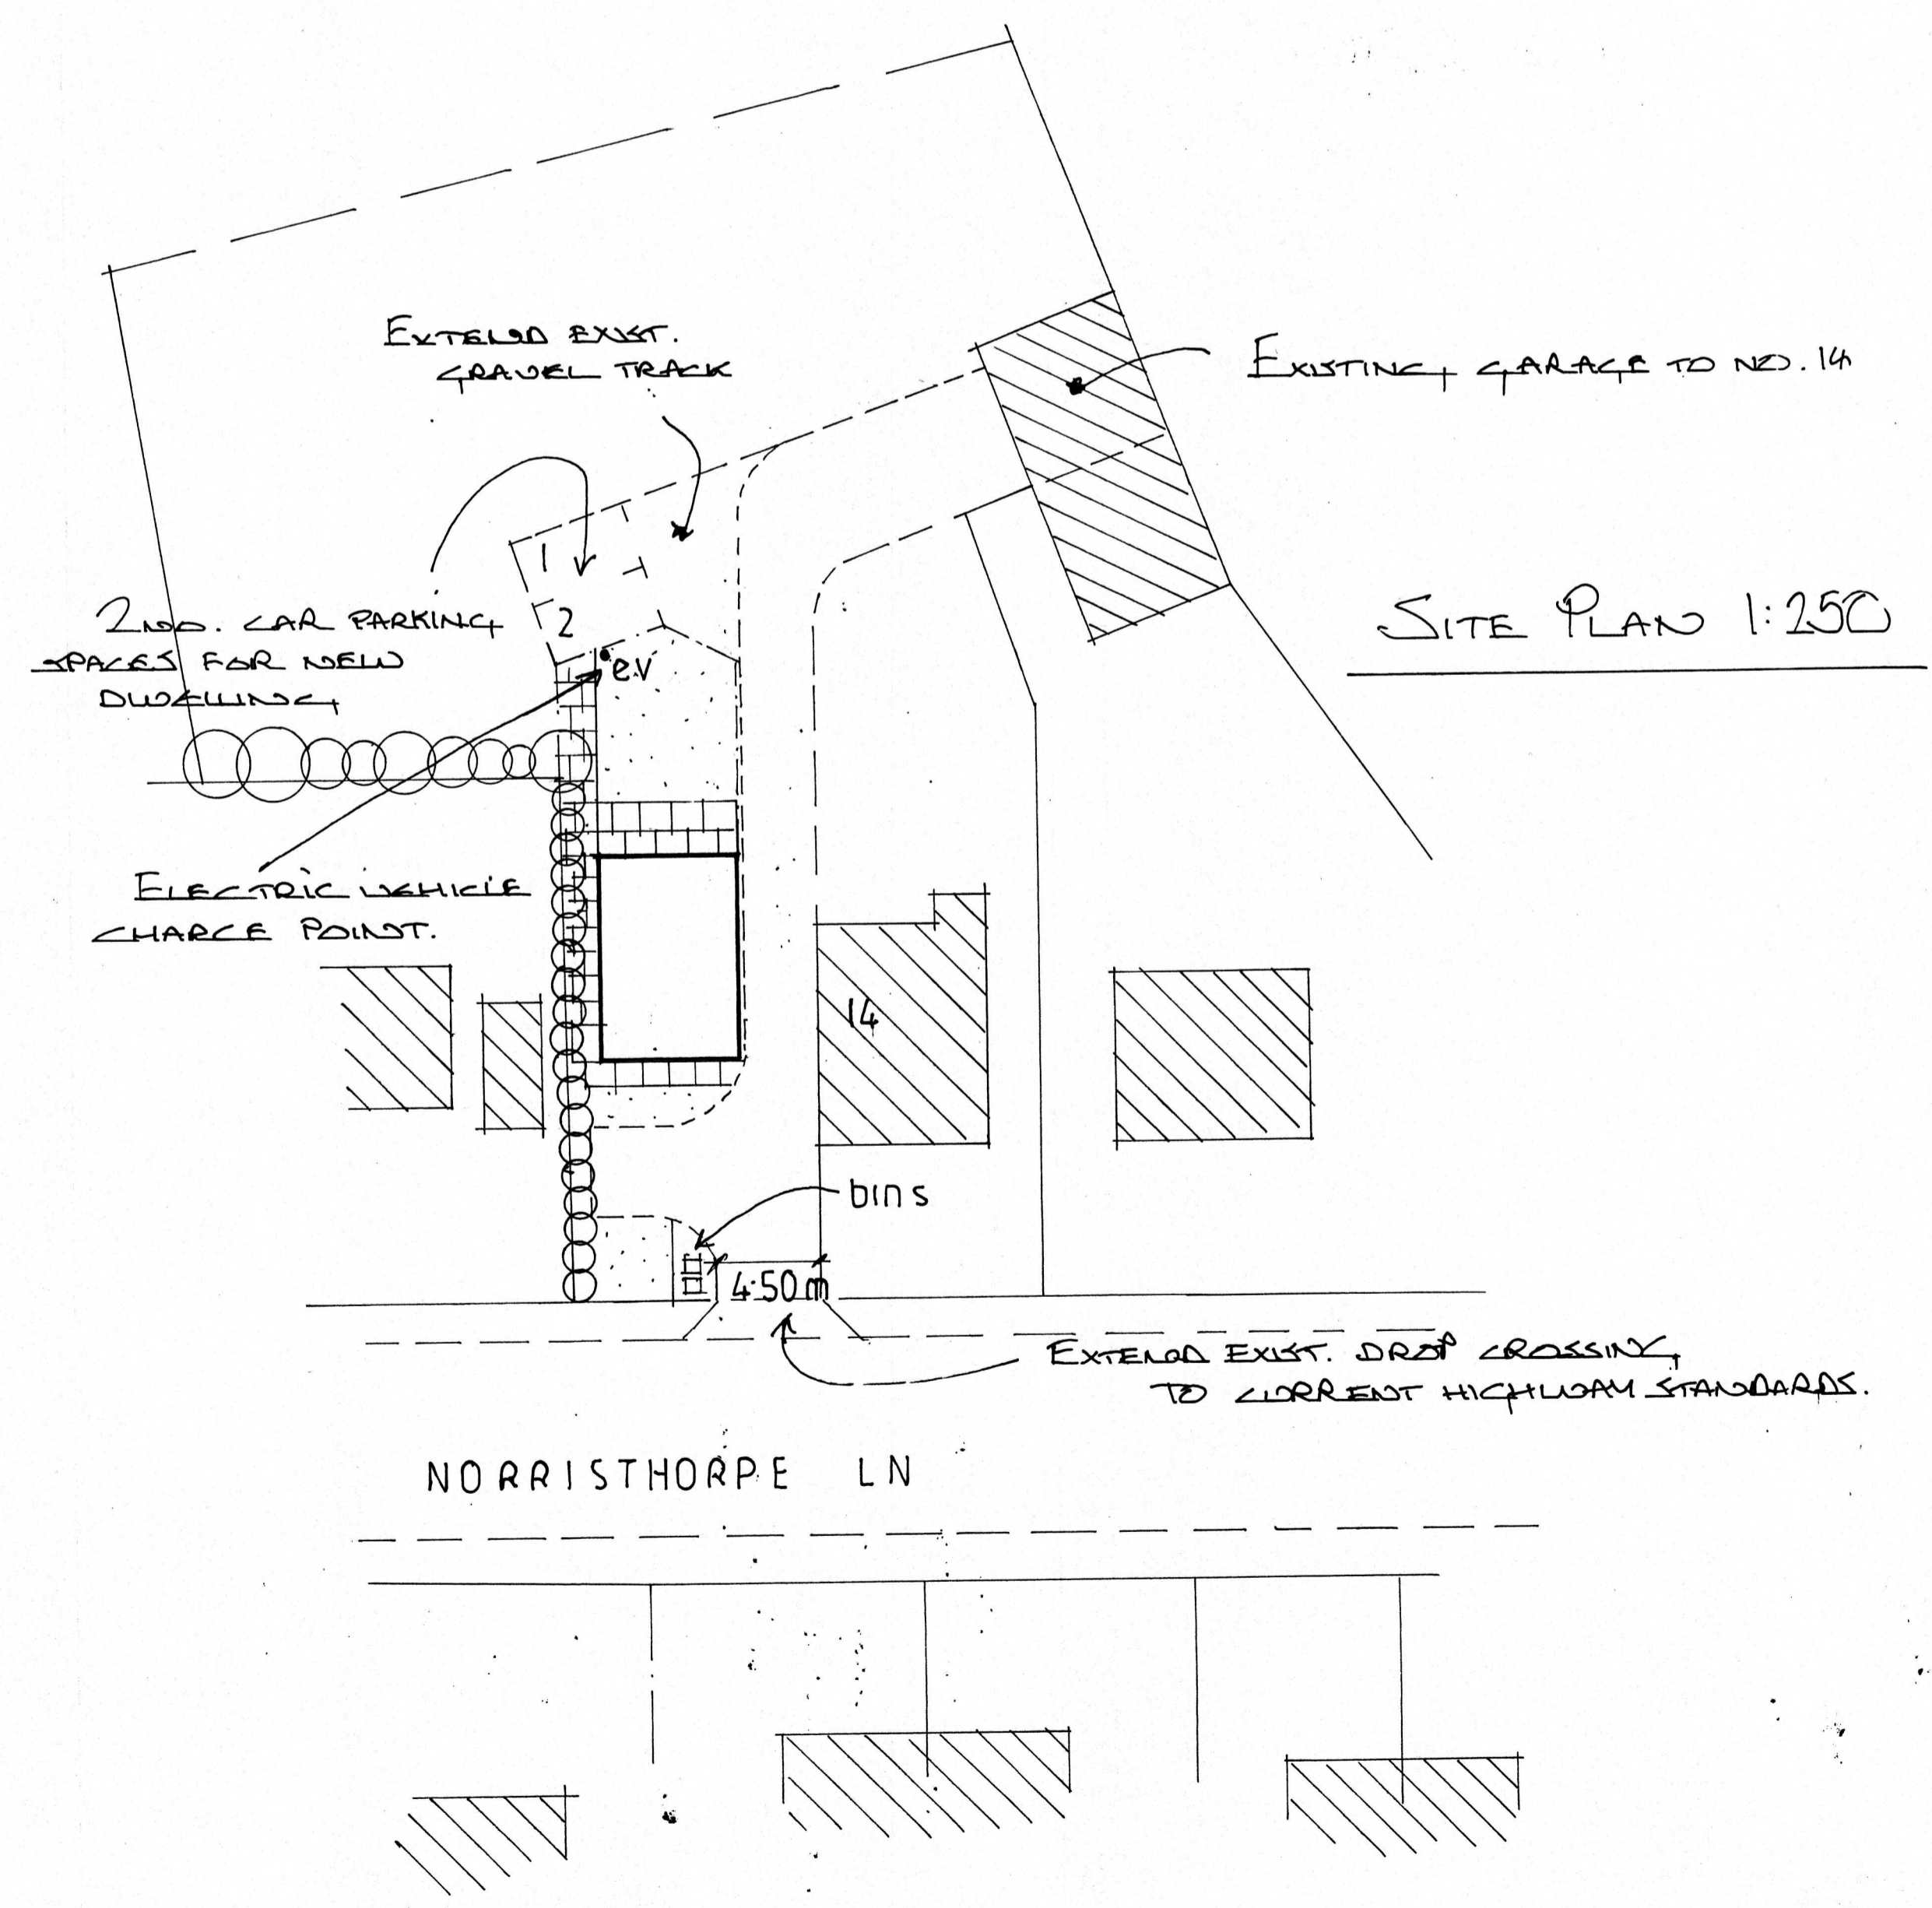 EXTEND EXIST.
GRAVEL TRACK
EXISTING GARAGE TO NO. 14
SITE PLAN 1:250
1
2
2NO. CAR PARKING
SPACES FOR NEW
DWELLING
e.v
ELECTRIC VEHICLE
CHARGE POINT.
14
bins
4·50m
EXTEND EXIST. DROP CROSSING
TO CURRENT HIGHWAY STANDARDS.
NORRISTHORPE LN